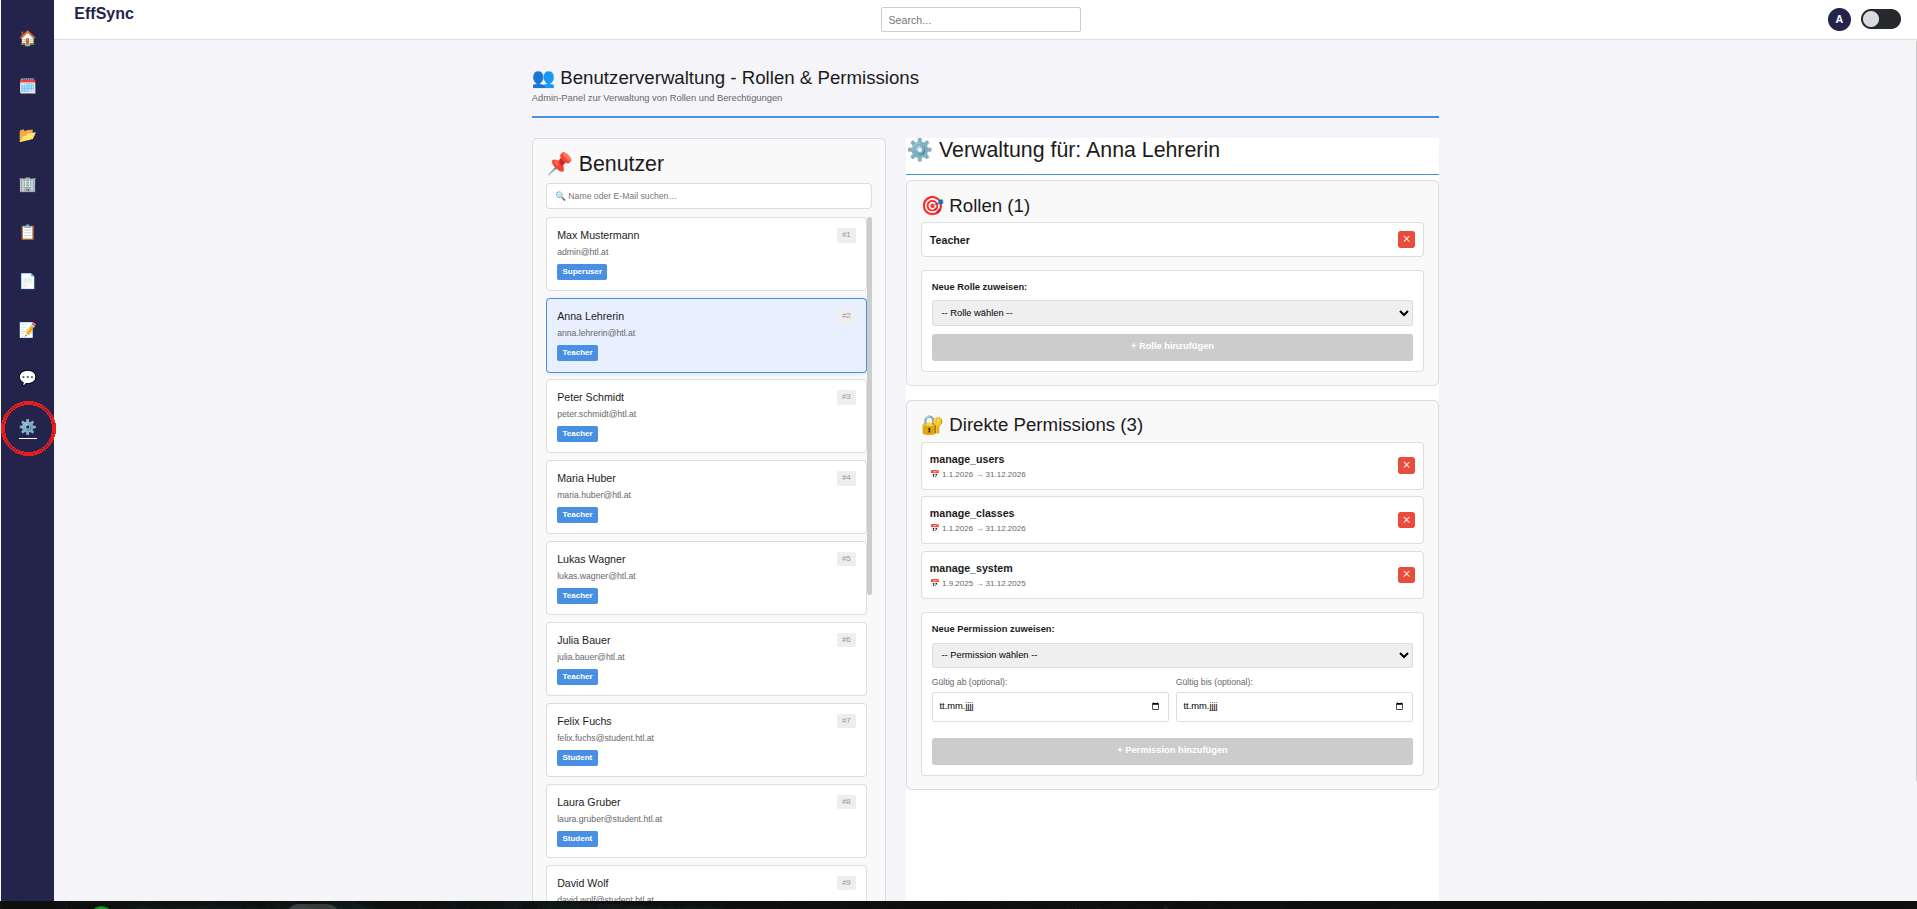 EffSync
Search...
A
👥 Benutzerverwaltung - Rollen & Permissions
Admin-Panel zur Verwaltung von Rollen und Berechtigungen
📌 Benutzer
🔍 Name oder E-Mail suchen...
Max Mustermann #1
admin@htl.at
Superuser
Anna Lehrerin #2
anna.lehrerin@htl.at
Teacher
Peter Schmidt #3
peter.schmidt@htl.at
Teacher
Maria Huber #4
maria.huber@htl.at
Teacher
Lukas Wagner #5
lukas.wagner@htl.at
Teacher
Julia Bauer #6
julia.bauer@htl.at
Teacher
Felix Fuchs #7
felix.fuchs@student.htl.at
Student
Laura Gruber #8
laura.gruber@student.htl.at
Student
David Wolf #9
david.wolf@student.htl.at
⚙️ Verwaltung für: Anna Lehrerin
🎯 Rollen (1)
Teacher ✕
Neue Rolle zuweisen:
-- Rolle wählen --
+ Rolle hinzufügen
🔐 Direkte Permissions (3)
manage_users ✕
📅 1.1.2026 → 31.12.2026
manage_classes ✕
📅 1.1.2026 → 31.12.2026
manage_system ✕
📅 1.9.2025 → 31.12.2025
Neue Permission zuweisen:
-- Permission wählen --
Gültig ab (optional): Gültig bis (optional):
tt.mm.jjjj tt.mm.jjjj
+ Permission hinzufügen